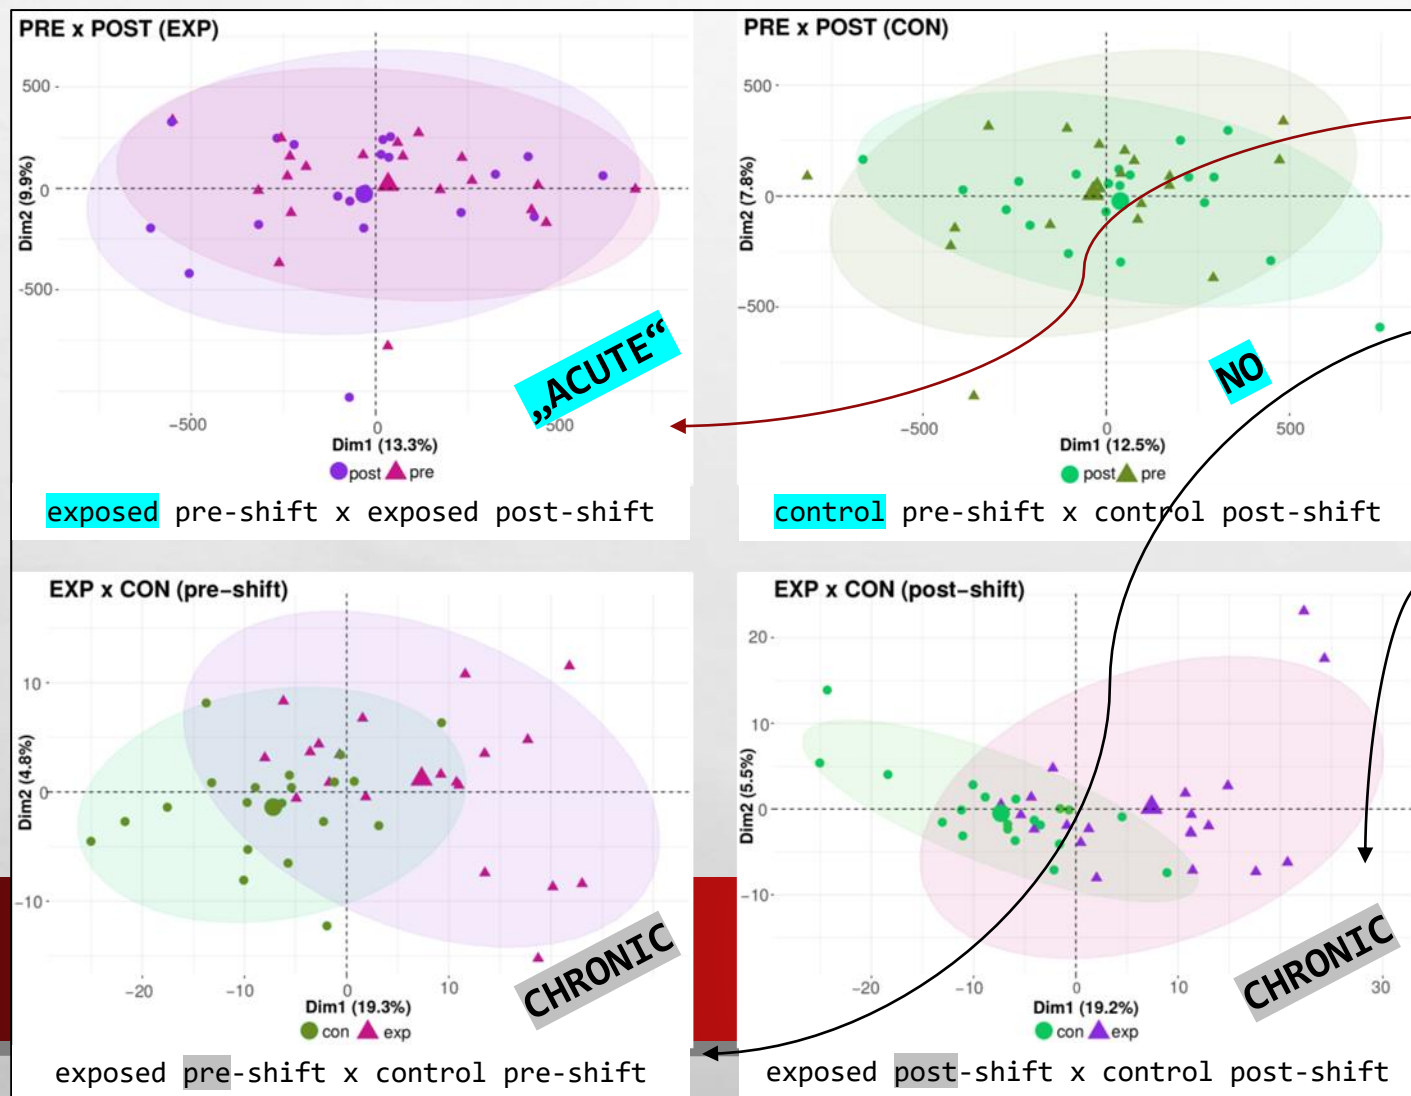 PRE x POST (EXP)
500
0
−500
Dim2 (9.9%)
−500
0
500
Dim1 (13.3%)
post pre
„ACUTE“
exposed pre-shift x exposed post-shift
PRE x POST (CON)
500
0
−500
Dim2 (7.8%)
−500
0
500
Dim1 (12.5%)
post pre
NO
control pre-shift x control post-shift
EXP x CON (pre−shift)
10
0
−10
Dim2 (4.8%)
−20
−10
0
10
Dim1 (19.3%)
con exp
CHRONIC
exposed pre-shift x control pre-shift
EXP x CON (post−shift)
20
10
0
−10
Dim2 (5.5%)
−20
−10
0
10
30
Dim1 (19.2%)
con exp
CHRONIC
exposed post-shift x control post-shift